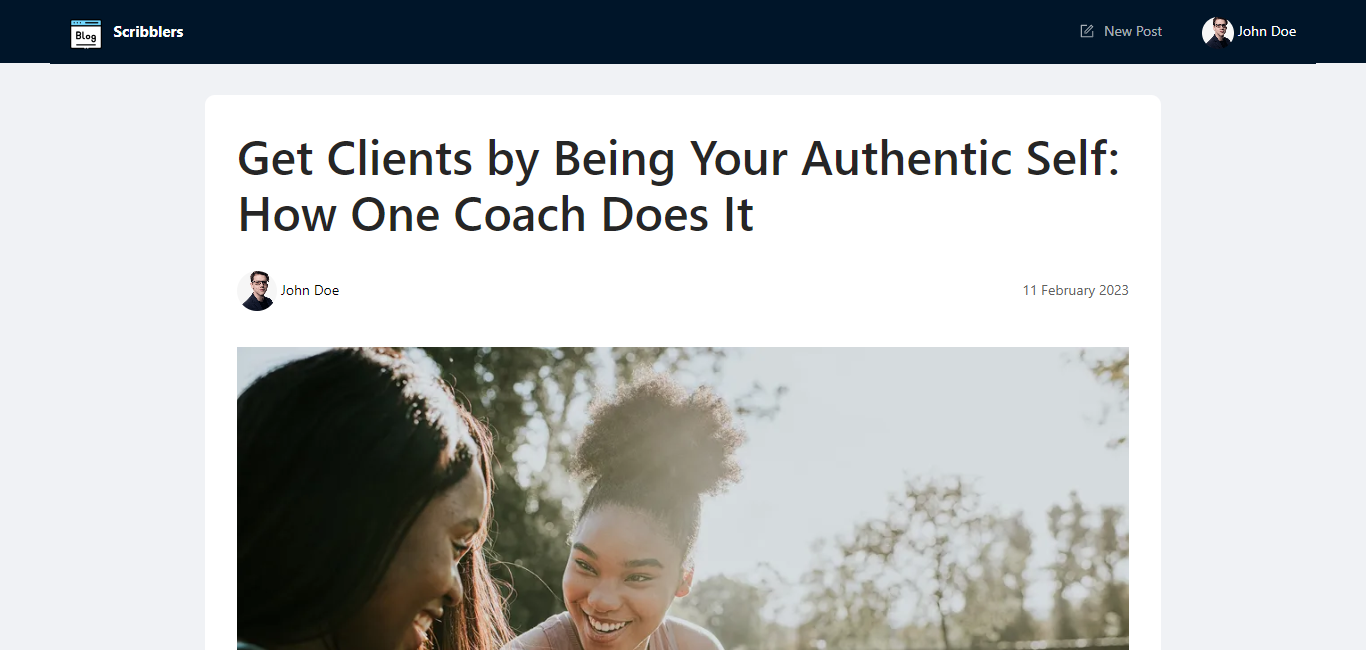 Blog
Scribblers
New Post
John Doe
Get Clients by Being Your Authentic Self:
How One Coach Does It
John Doe
11 February 2023